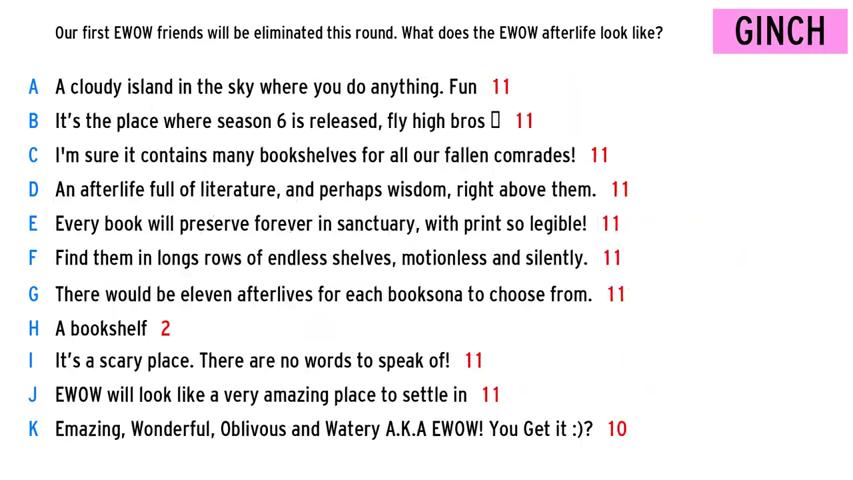 Our first EWOW friends will be eliminated this round. What does the EWOW afterlife look like?
GINCH
A A cloudy island in the sky where you do anything. Fun 11
B It's the place where season 6 is released, fly high bros 11
C I'm sure it contains many bookshelves for all our fallen comrades! 11
D An afterlife full of literature, and perhaps wisdom, right above them. 11
E Every book will preserve forever in sanctuary, with print so legible! 11
F Find them in longs rows of endless shelves, motionless and silently. 11
G There would be eleven afterlives for each booksona to choose from. 11
H A bookshelf 2
I It's a scary place. There are no words to speak of! 11
J EWOW will look like a very amazing place to settle in 11
K Emazing, Wonderful, Oblivous and Watery A.K.A EWOW! You Get it :)? 10